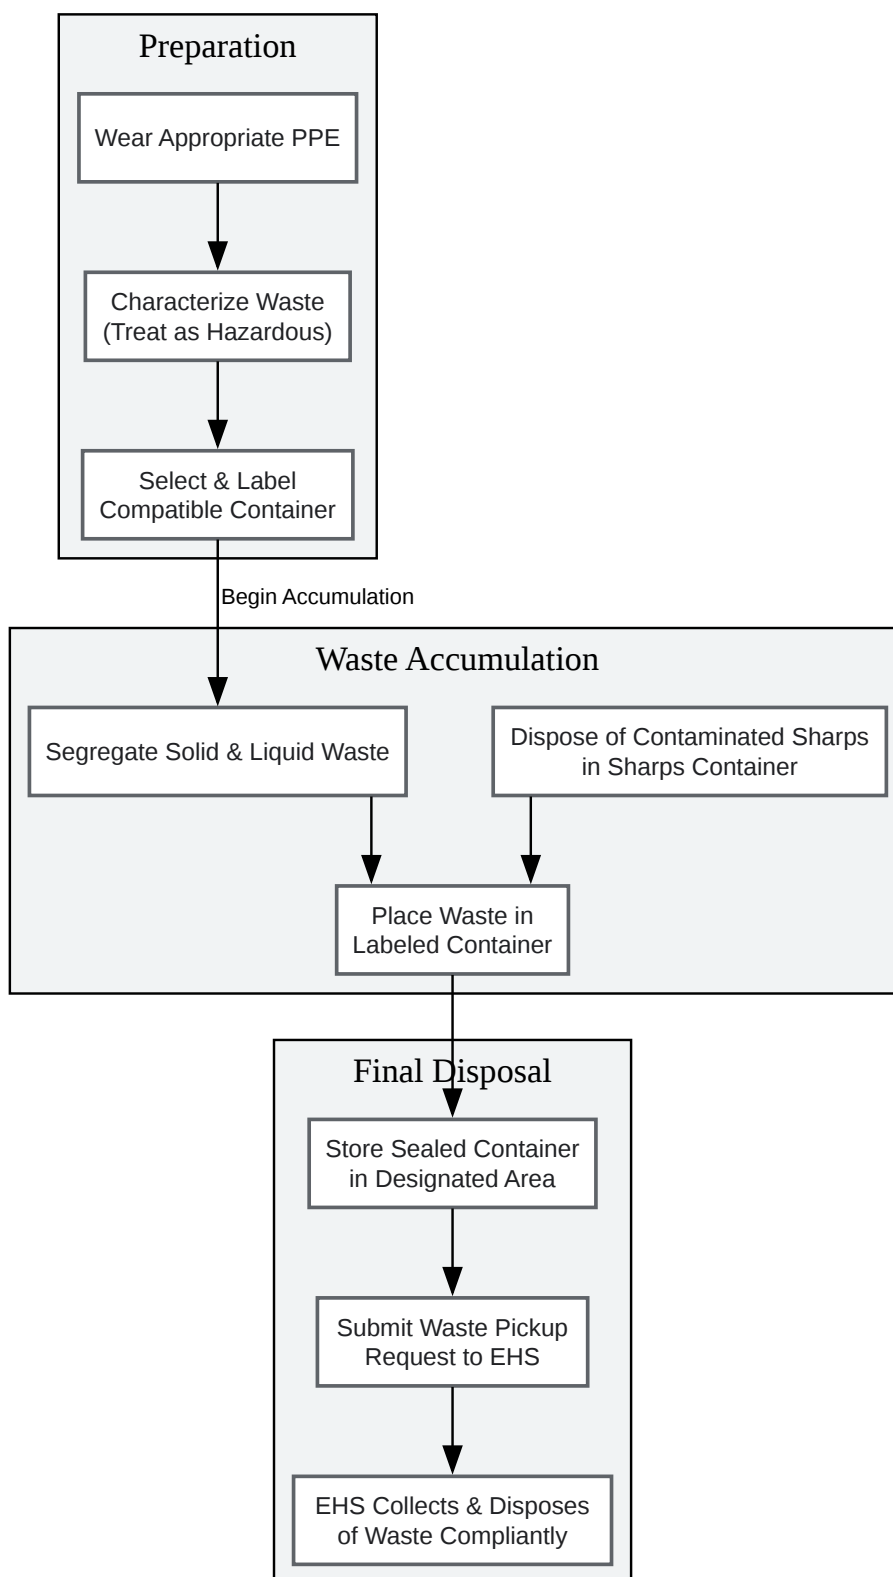 Preparation
Wear Appropriate PPE
Characterize Waste
(Treat as Hazardous)
Select & Label
Compatible Container
Begin Accumulation
Waste Accumulation
Segregate Solid & Liquid Waste
Dispose of Contaminated Sharps
in Sharps Container
Place Waste in
Labeled Container
Final Disposal
Store Sealed Container
in Designated Area
Submit Waste Pickup
Request to EHS
EHS Collects & Disposes
of Waste Compliantly